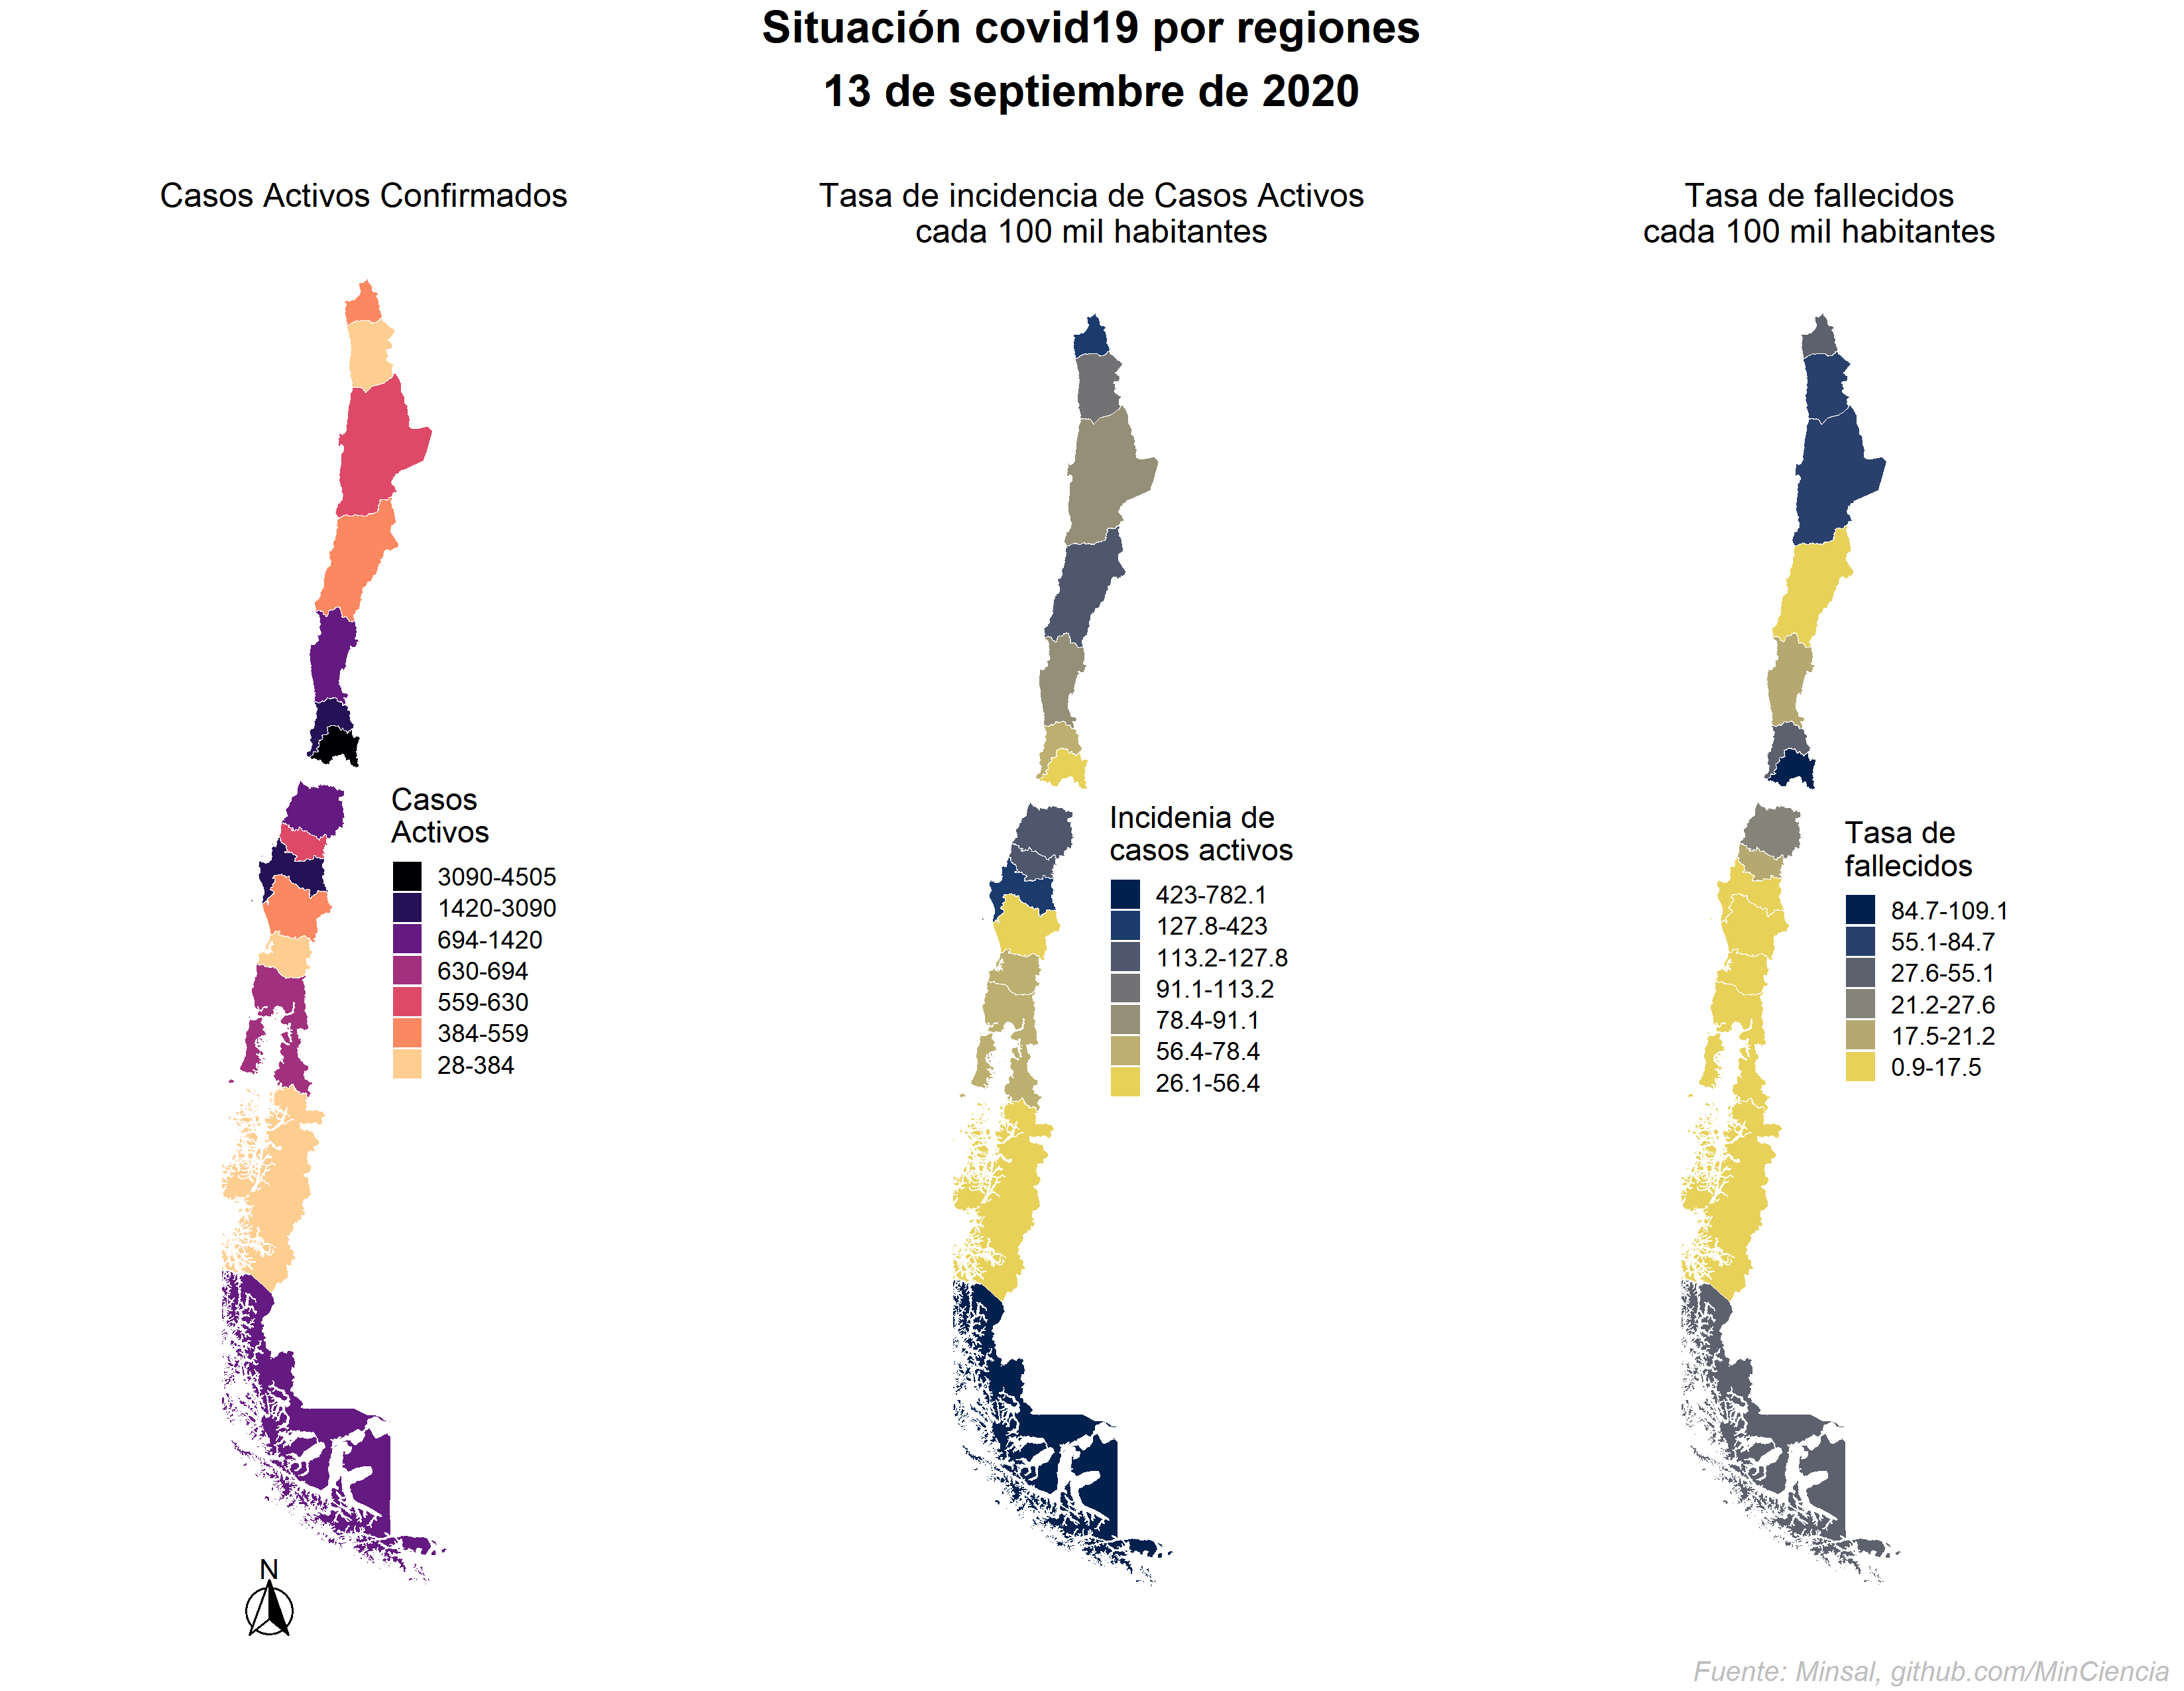 Situación covid19 por regiones
13 de septiembre de 2020
Casos Activos Confirmados
Tasa de incidencia de Casos Activos
cada 100 mil habitantes
Tasa de fallecidos
cada 100 mil habitantes
Casos
Activos
3090-4505
1420-3090
694-1420
630-694
559-630
384-559
28-384
Incidenia de
casos activos
423-782.1
127.8-423
113.2-127.8
91.1-113.2
78.4-91.1
56.4-78.4
26.1-56.4
Tasa de
fallecidos
84.7-109.1
55.1-84.7
27.6-55.1
21.2-27.6
17.5-21.2
0.9-17.5
N
Fuente: Minsal, github.com/MinCiencia